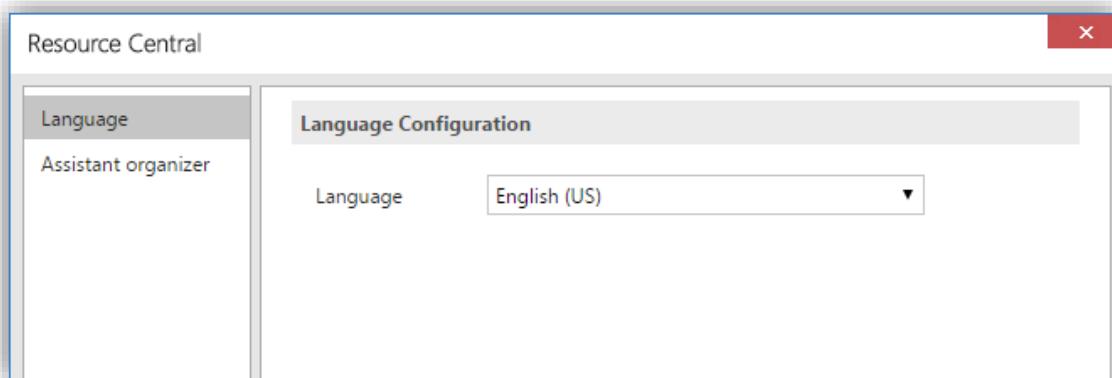 Resource Central
Language
Assistant organizer
Language Configuration
Language English (US)